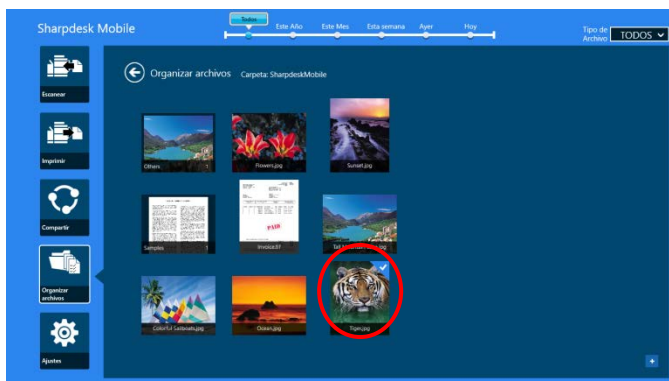 Sharpdesk Mobile
Todos
Este Año
Este Mes
Esta semana
Ayer
Hoy
Tipo de
Archivo
TODOS
Escanear
Imprimir
Compartir
Organizar
archivos
Ajustes
Organizar archivos
Carpeta: SharpdeskMobile
Others
1
Flowers.jpg
Sunset.jpg
Samples
Invoice37
PAID
Colorful Sailboats.jpg
Ocean.jpg
Tiger.jpg